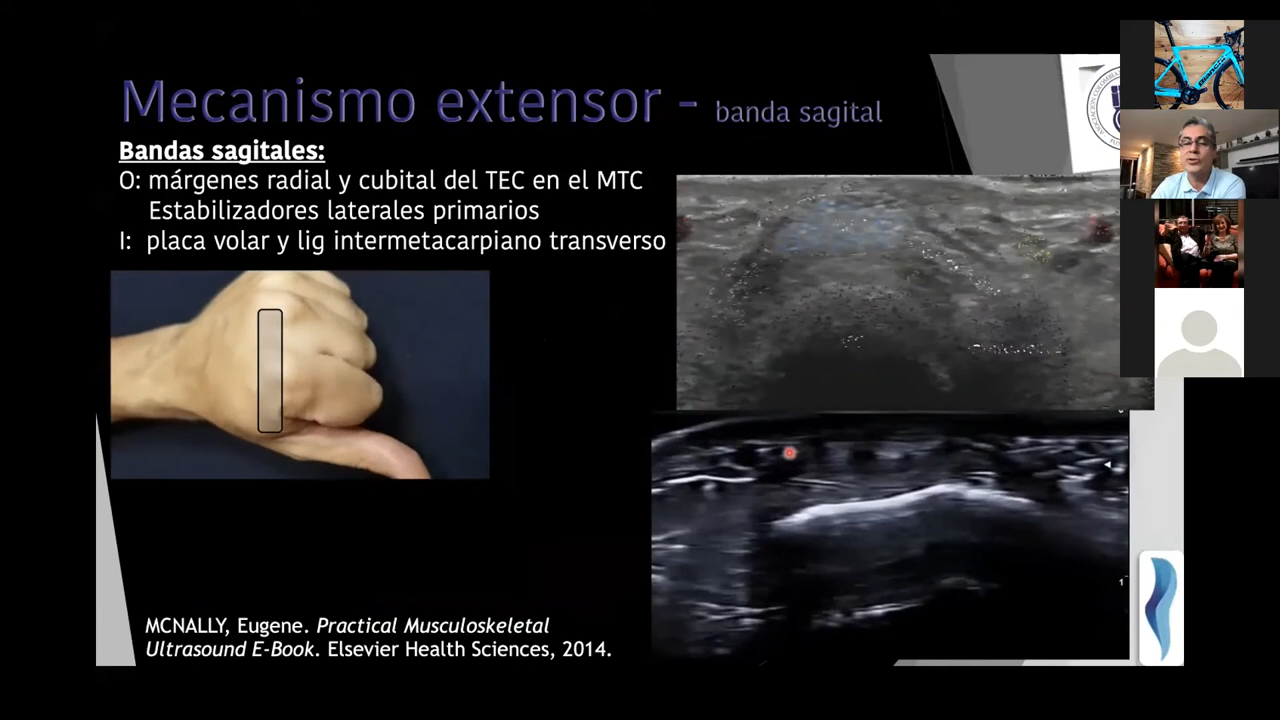 Mecanismo extensor - banda sagital
Bandas sagitales:
O: márgenes radial y cubital del TEC en el MTC
Estabilizadores laterales primarios
I: placa volar y lig intermetacarpiano transverso
MCNALLY, Eugene. Practical Musculoskeletal
Ultrasound E-Book. Elsevier Health Sciences, 2014.
1